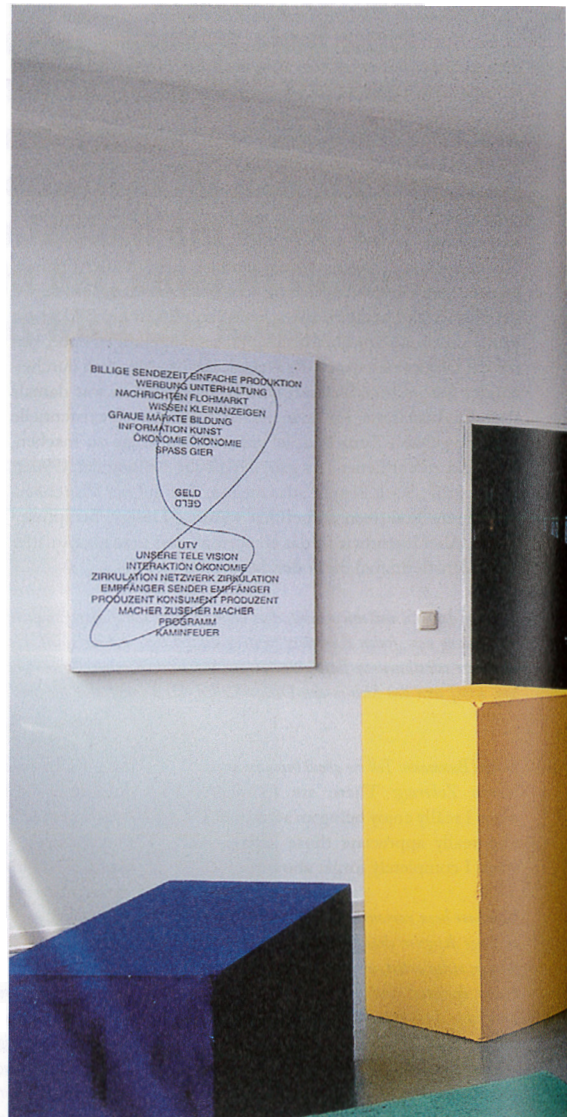 BILLIGE SENDEZEIT EINFACHE PRODUKTION
WERBUNG UNTERHALTUNG
NACHRICHTEN FLOHMARKT
WISSEN KLEINANZEIGEN
GRAUE MÄRKTE BILDUNG
INFORMATION KUNST
ÖKONOMIE ÖKONOMIE
SPASS GIER
GELD
GELD
UTV
UNSERE TELE VISION
INTERAKTION ÖKONOMIE
ZIRKULATION NETZWERK ZIRKULATION
EMPFÄNGER SENDER EMPFÄNGER
PRODUZENT KONSUMENT PRODUZENT
MACHER ZUSEHER MACHER
PROGRAMM
KAMINFEUER